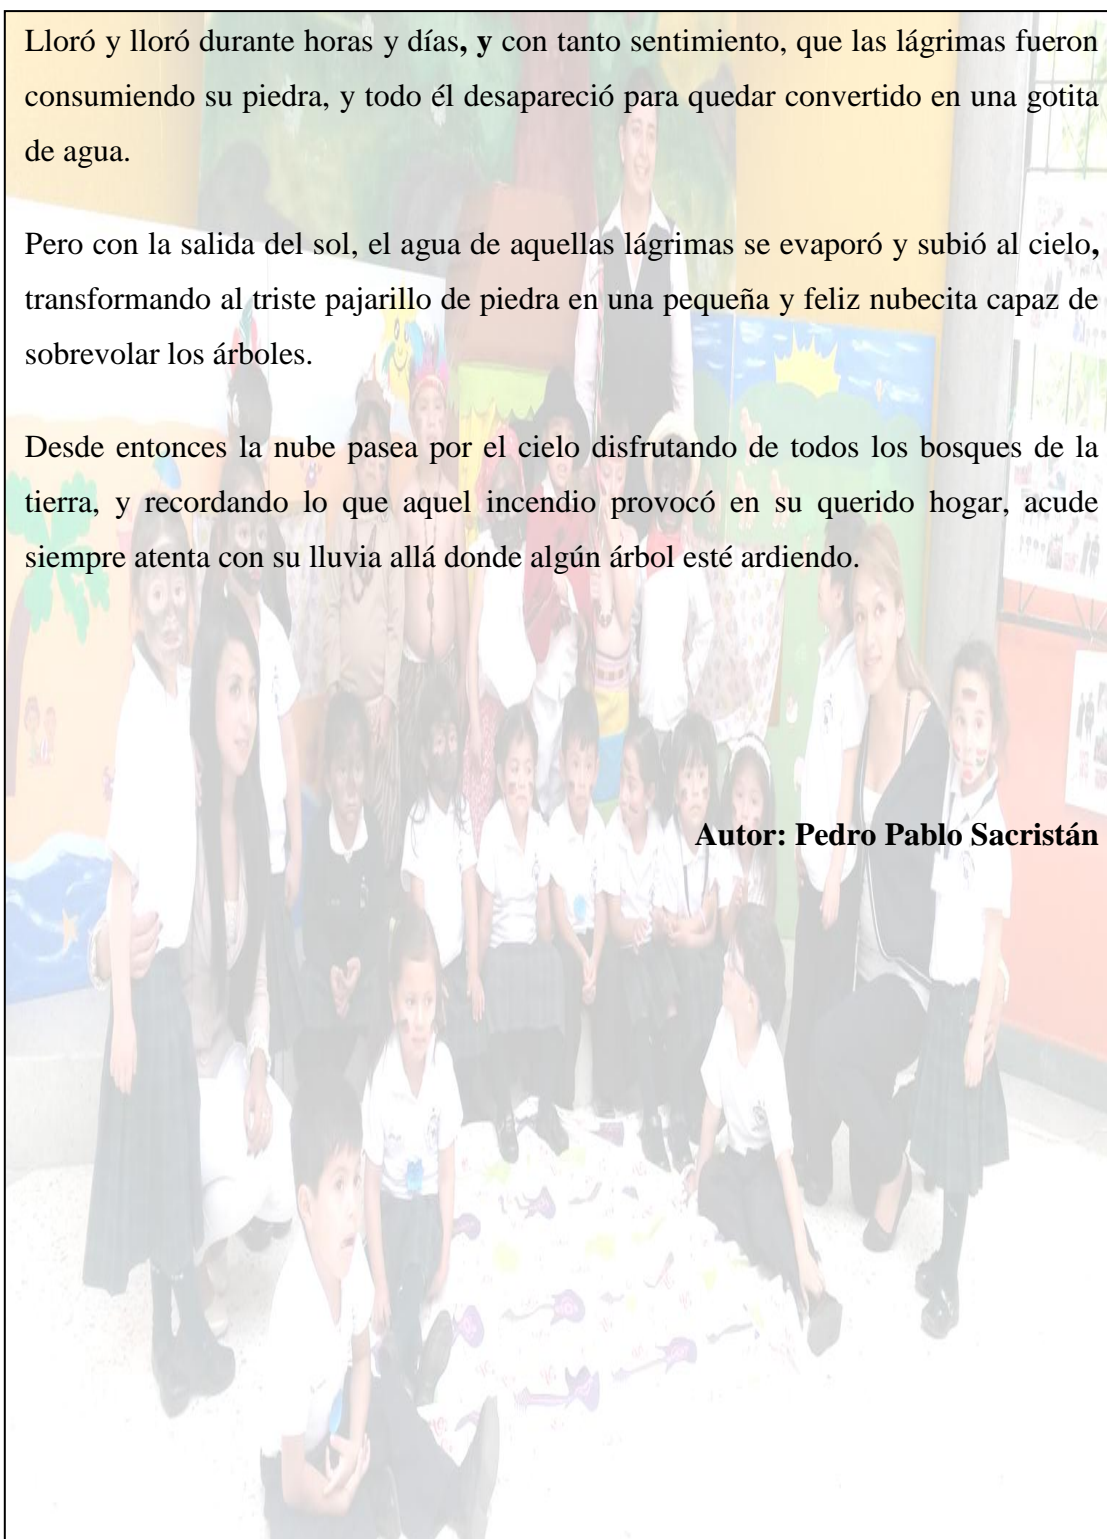 Lloró y lloró durante horas y días, y con tanto sentimiento, que las lágrimas fueron
consumiendo su piedra, y todo él desapareció para quedar convertido en una gotita
de agua.
Pero con la salida del sol, el agua de aquellas lágrimas se evaporó y subió al cielo,
transformando al triste pajarillo de piedra en una pequeña y feliz nubecita capaz de
sobrevolar los árboles.
Desde entonces la nube pasea por el cielo disfrutando de todos los bosques de la
tierra, y recordando lo que aquel incendio provocó en su querido hogar, acude
siempre atenta con su lluvia allá donde algún árbol esté ardiendo.
Autor: Pedro Pablo Sacristán